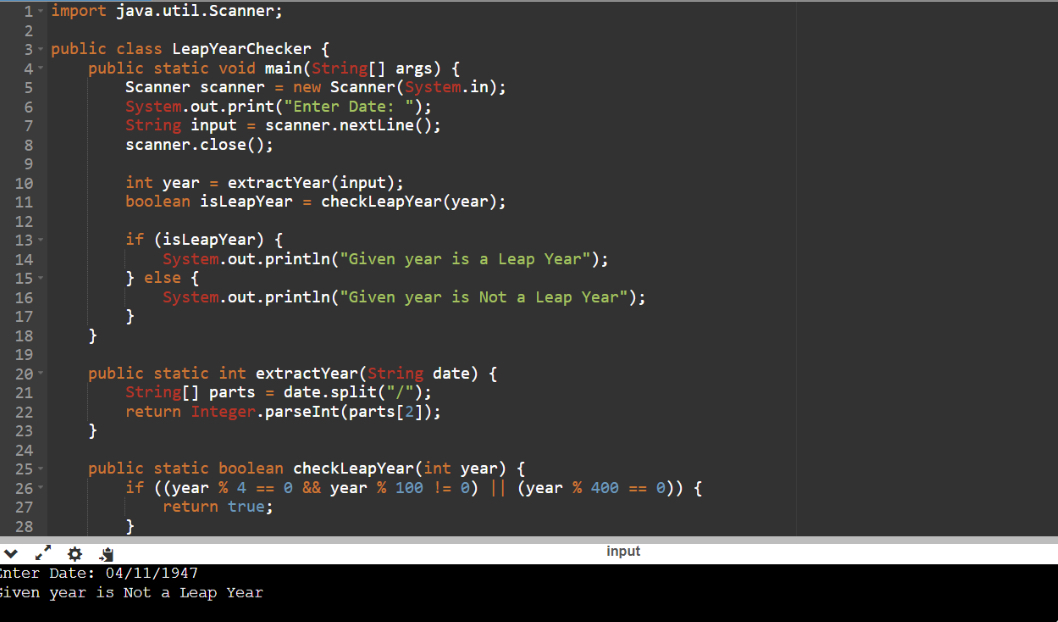 1 import java.util.Scanner;
2
3 public class LeapYearChecker {
4     public static void main(String[] args) {
5         Scanner scanner = new Scanner(System.in);
6         System.out.print("Enter Date: ");
7         String input = scanner.nextLine();
8         scanner.close();
9
10         int year = extractYear(input);
11         boolean isLeapYear = checkLeapYear(year);
12
13         if (isLeapYear) {
14             System.out.println("Given year is a Leap Year");
15         } else {
16             System.out.println("Given year is Not a Leap Year");
17         }
18     }
19
20     public static int extractYear(String date) {
21         String[] parts = date.split("/");
22         return Integer.parseInt(parts[2]);
23     }
24
25     public static boolean checkLeapYear(int year) {
26         if ((year % 4 == 0 && year % 100 != 0) || (year % 400 == 0)) {
27             return true;
28         }
input
Enter Date: 04/11/1947
Given year is Not a Leap Year